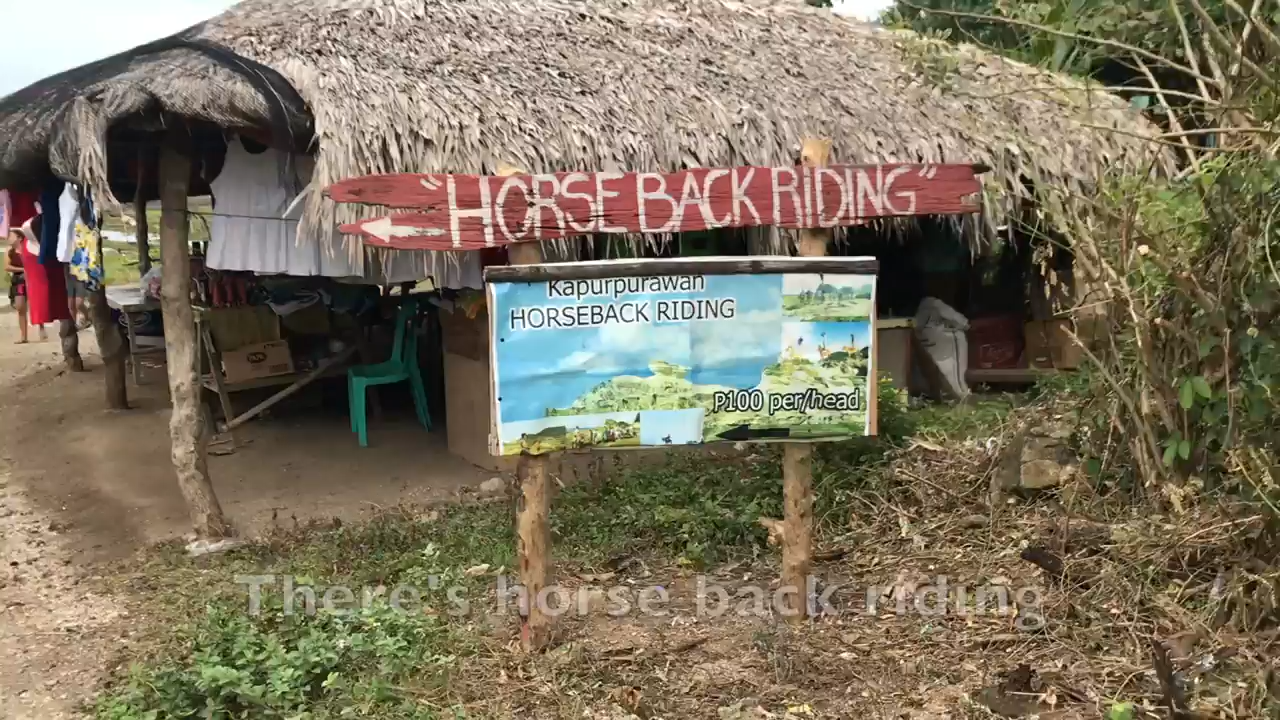 "HORSE BACK RIDING"
Kapurpurawan
HORSEBACK RIDING
P100 per/head
There's horse back riding